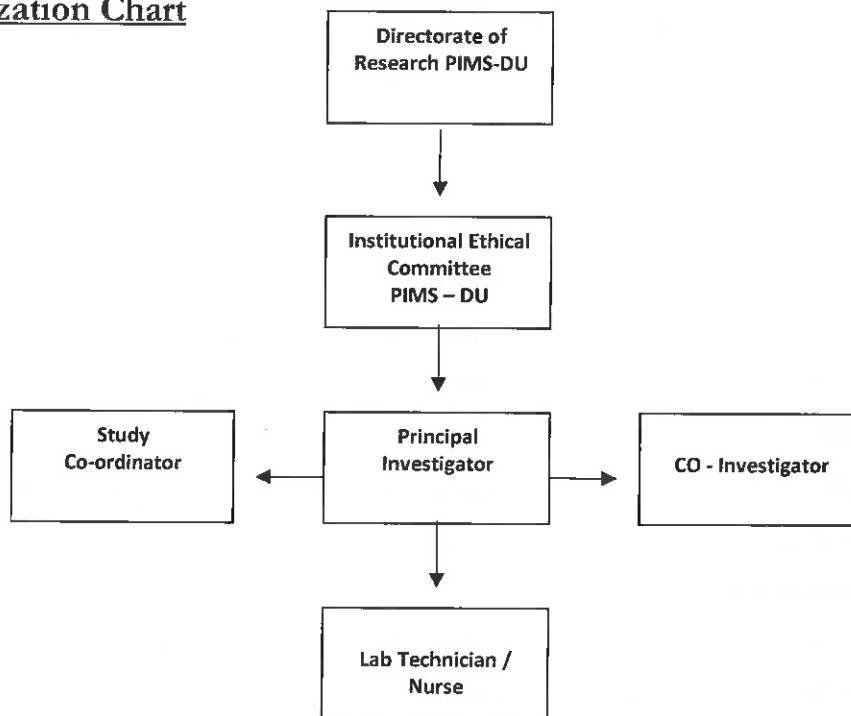 zation Chart
Directorate of
Research PIMS-DU
Institutional Ethical
Committee
PIMS – DU
Study
Co-ordinator
Principal
Investigator
CO - Investigator
Lab Technician /
Nurse